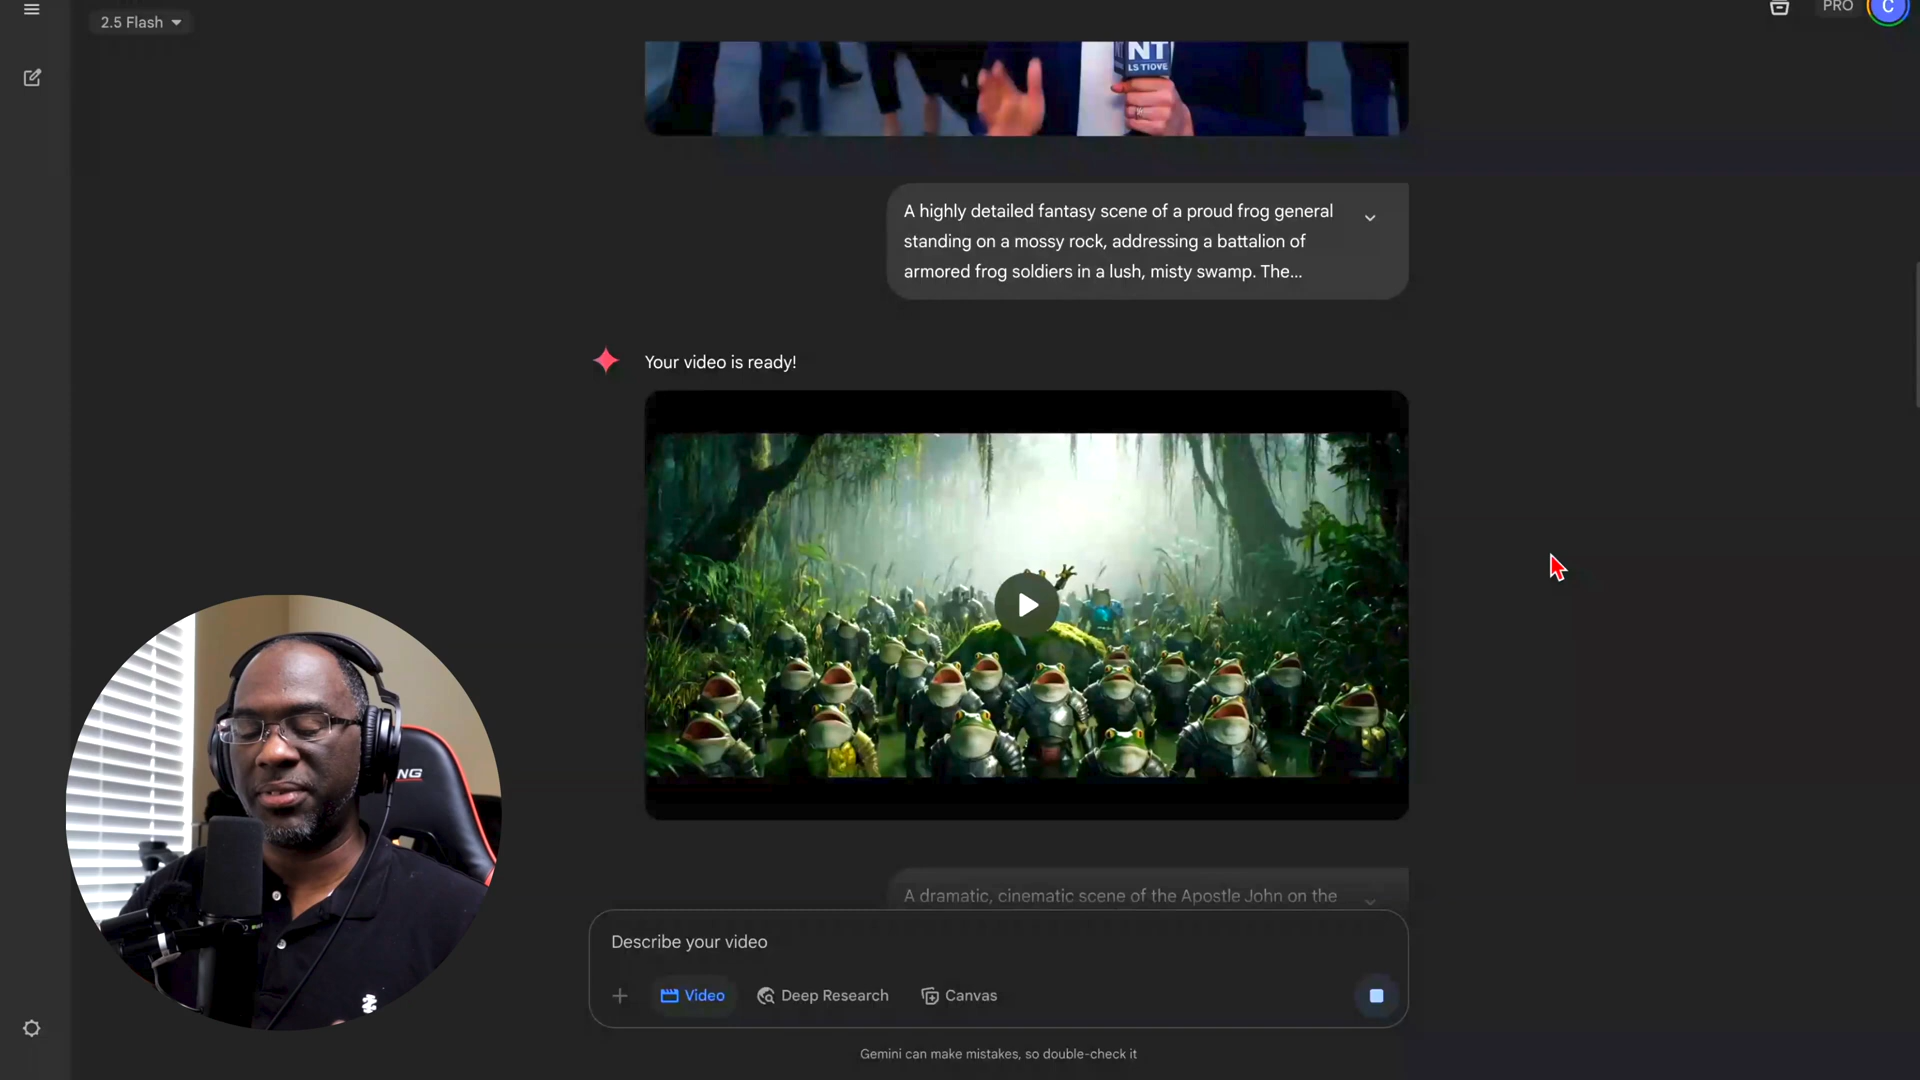 2.5 Flash
PRO
C
NT
LS TIOVE
A highly detailed fantasy scene of a proud frog general
standing on a mossy rock, addressing a battalion of
armored frog soldiers in a lush, misty swamp. The...
Your video is ready!
NG
A dramatic, cinematic scene of the Apostle John on the
Describe your video
Video
Deep Research
Canvas
Gemini can make mistakes, so double-check it